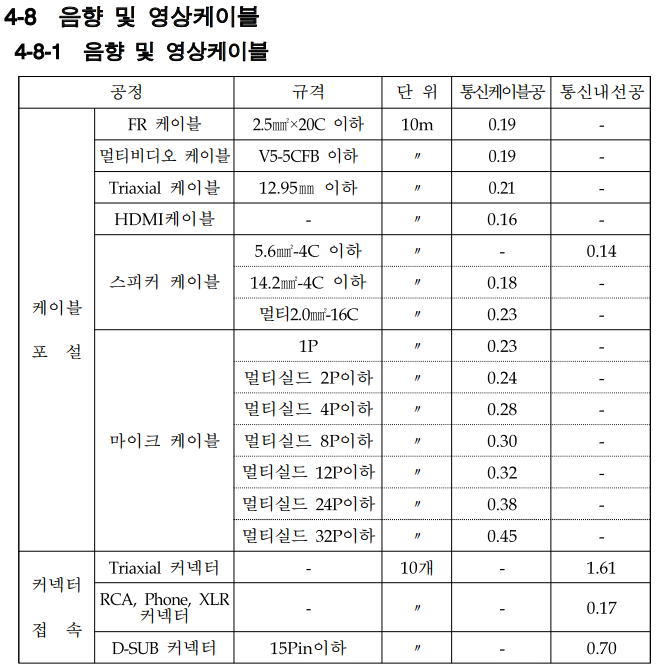 4-8 음향 및 영상케이블
4-8-1 음향 및 영상케이블
공정 규격 단 위 통신케이블공 통신내선공
케이블 포 설 FR 케이블 2.5㎟×20C 이하 10m 0.19 -
멀티비디오 케이블 V5-5CFB 이하 〃 0.19 -
Triaxial 케이블 12.95㎜ 이하 〃 0.21 -
HDMI케이블 - 〃 0.16 -
스피커 케이블 5.6㎟-4C 이하 〃 - 0.14
14.2㎟-4C 이하 〃 0.18 -
멀티2.0㎟-16C 〃 0.23 -
마이크 케이블 1P 〃 0.23 -
멀티실드 2P이하 〃 0.24 -
멀티실드 4P이하 〃 0.28 -
멀티실드 8P이하 〃 0.30 -
멀티실드 12P이하 〃 0.32 -
멀티실드 24P이하 〃 0.38 -
멀티실드 32P이하 〃 0.45 -
커넥터 접 속 Triaxial 커넥터 - 10개 - 1.61
RCA, Phone, XLR 커넥터 - 〃 - 0.17
D-SUB 커넥터 15Pin이하 〃 - 0.70